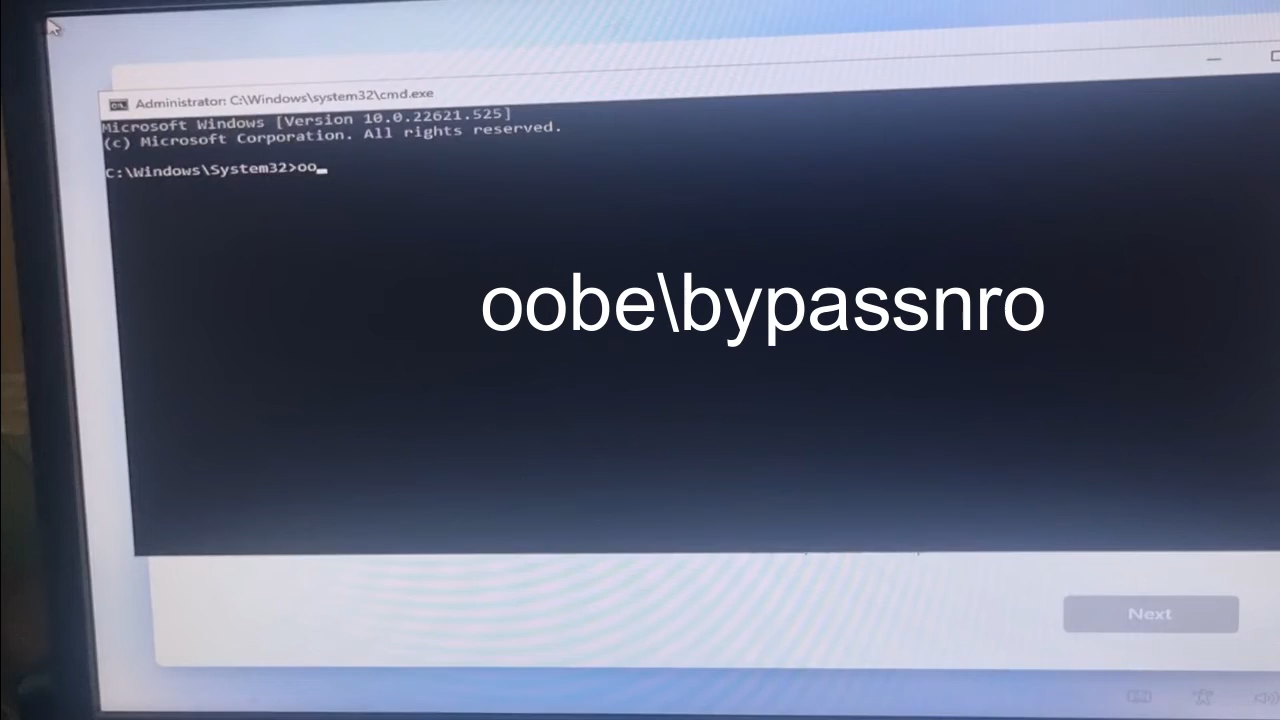 Administrator: C:\Windows\system32\cmd.exe
Microsoft Windows [Version 10.0.22621.525]
(c) Microsoft Corporation. All rights reserved.
C:\Windows\System32>oo
oobe\bypassnro
Next